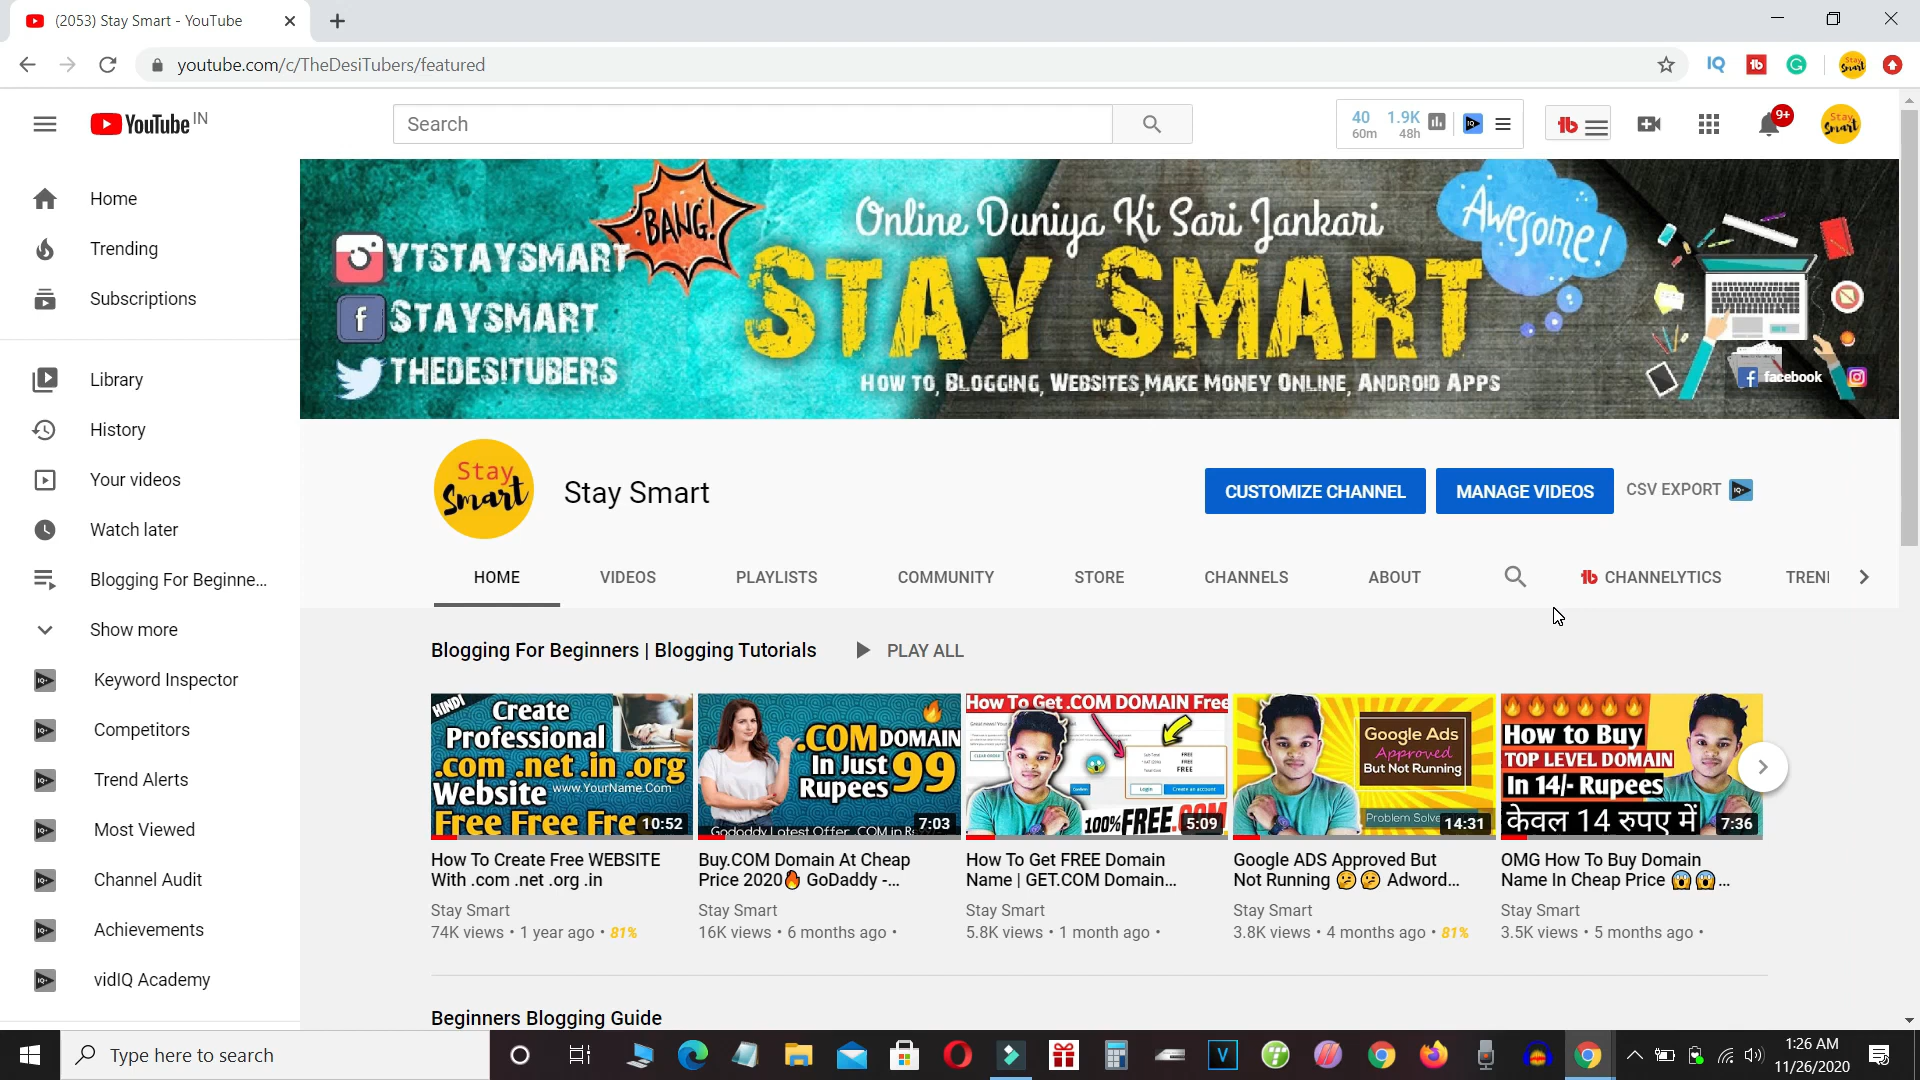 (2053) Stay Smart - YouTube
youtube.com/c/TheDesiTubers/featured
YouTube IN
Search
40 1.9K
60m 48h
9+
Stay Smart
Home
Trending
Subscriptions
Library
History
Your videos
Watch later
Blogging For Beginne...
Show more
Keyword Inspector
Competitors
Trend Alerts
Most Viewed
Channel Audit
Achievements
vidIQ Academy
YTSTAYSMART
STAYSMART
THEDESITUBERS
BANG!
Online Duniya Ki Sari Jankari
STAY SMART
HOW TO, BLOGGING, WEBSITES,MAKE MONEY ONLINE, ANDROID APPS
Awesome!
facebook
Stay Smart
Stay Smart
CUSTOMIZE CHANNEL
MANAGE VIDEOS
CSV EXPORT
HOME
VIDEOS
PLAYLISTS
COMMUNITY
STORE
CHANNELS
ABOUT
CHANNELYTICS
TREN
Blogging For Beginners | Blogging Tutorials
PLAY ALL
HINDI
Create
Professional
.com .net .in .org
Website www.YourName.Com
Free Free Fre
10:52
.COM DOMAIN
In Just 99
Rupees
7:03
How To Get .COM DOMAIN Free
FREE
FREE
FREE
Login
Create an account
100% FREE .COM
5:09
Google Ads
Approved
But Not Running
Problem Solve
14:31
How to Buy
TOP LEVEL DOMAIN
In 14/- Rupees
केवल 14 रुपए में
7:36
How To Create Free WEBSITE
With .com .net .org .in
Stay Smart
74K views • 1 year ago • 81%
Buy.COM Domain At Cheap
Price 2020🔥 GoDaddy -...
Stay Smart
16K views • 6 months ago •
How To Get FREE Domain
Name | GET.COM Domain...
Stay Smart
5.8K views • 1 month ago •
Google ADS Approved But
Not Running 🤔🤔 Adword...
Stay Smart
3.8K views • 4 months ago • 81%
OMG How To Buy Domain
Name In Cheap Price 😱😱...
Stay Smart
3.5K views • 5 months ago •
Beginners Blogging Guide
Type here to search
1:26 AM
11/26/2020